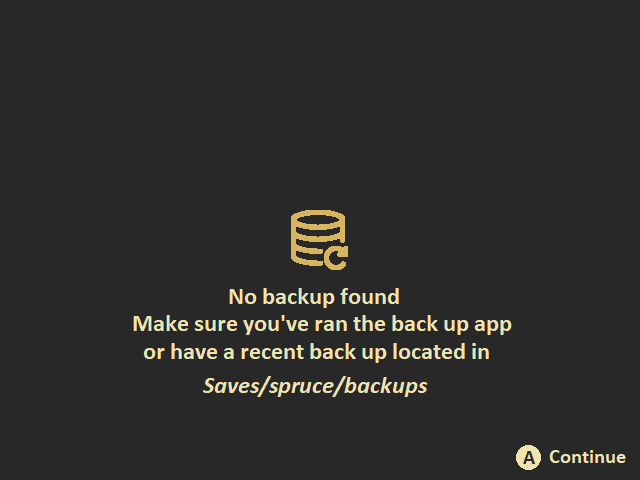 No backup found
Make sure you've ran the back up app
or have a recent back up located in
Saves/spruce/backups
A Continue